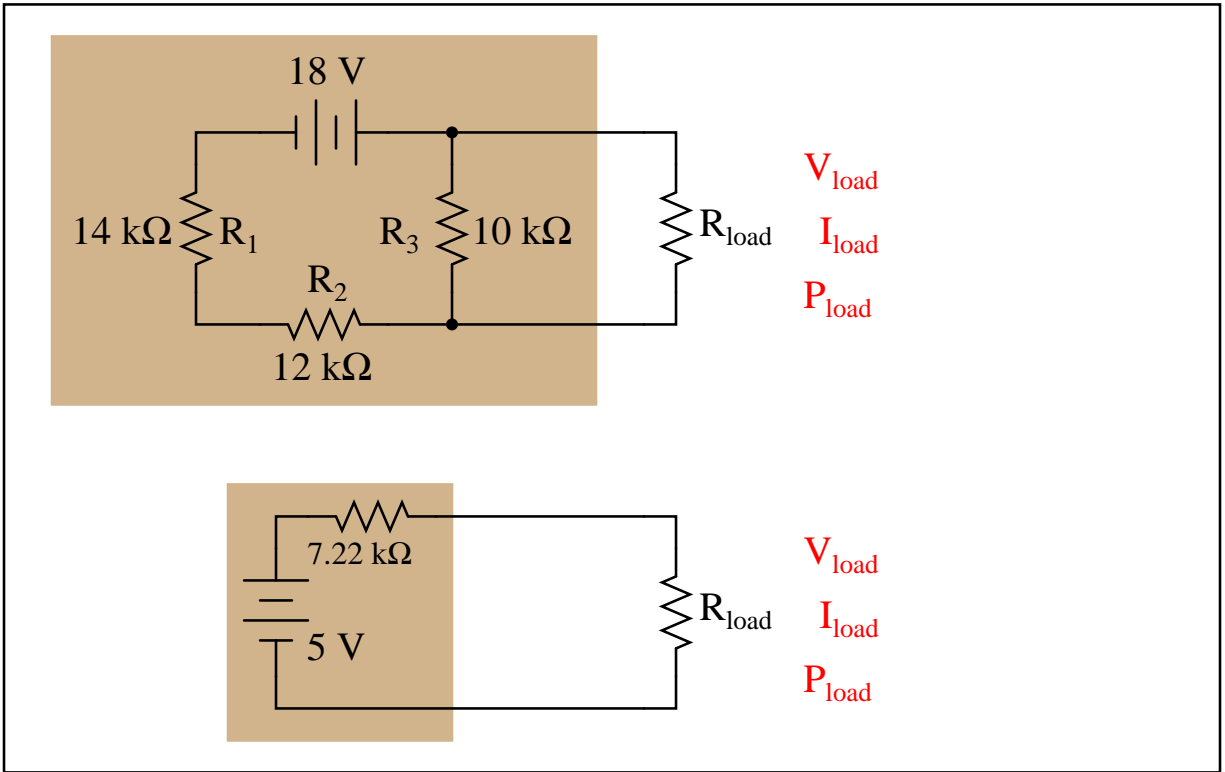 18 V
14 kΩ R1 R3 10 kΩ
R2
12 kΩ
Rload
Vload
Iload
Pload
7.22 kΩ
5 V
Rload
Vload
Iload
Pload